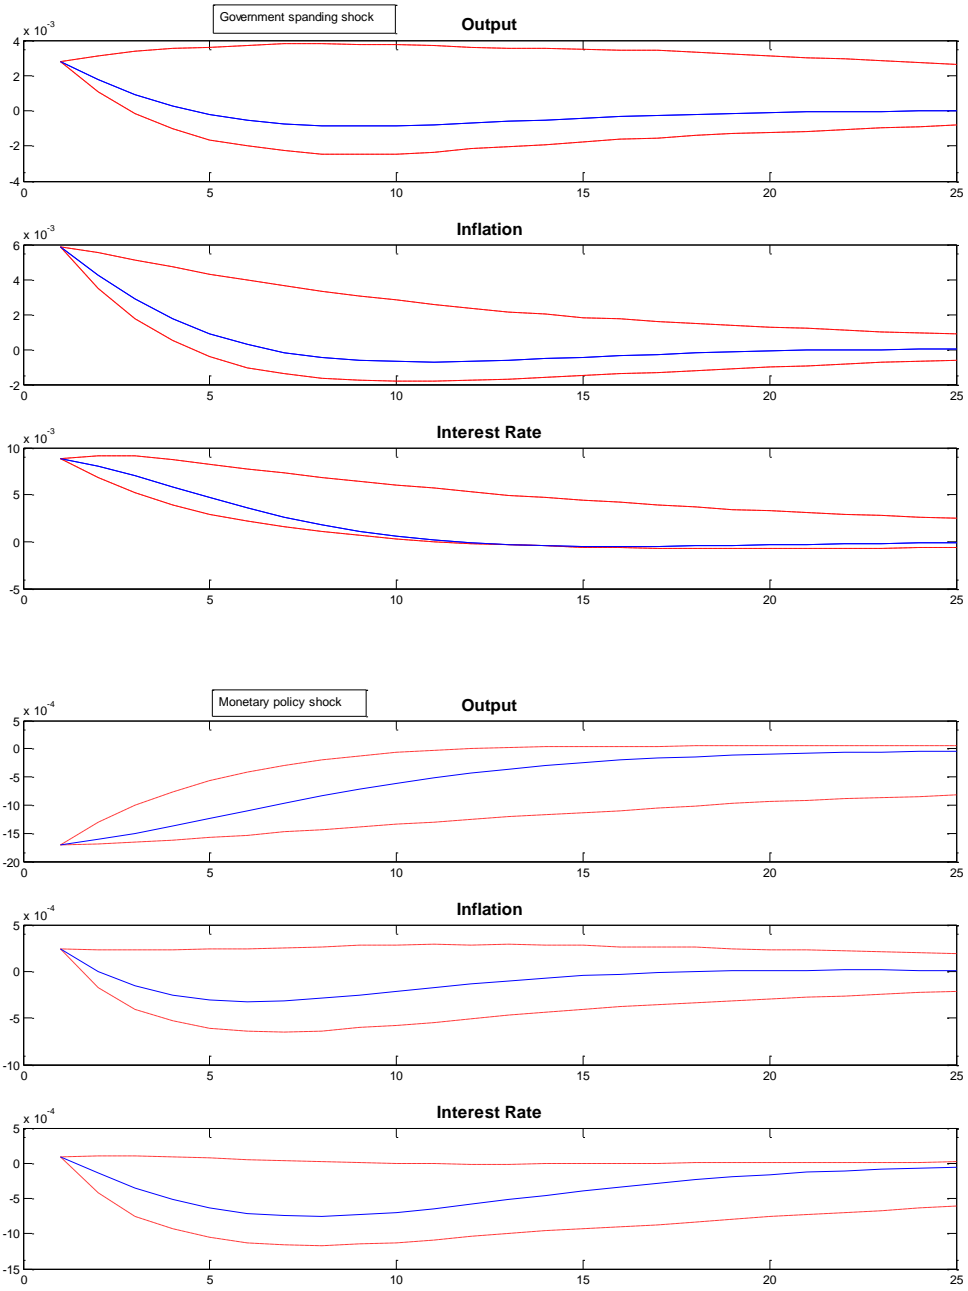 Government spanding shock
Output
x 10-3
4
2
0
-2
-4
0 5 10 15 20 25
Inflation
x 10-3
6
4
2
0
-2
0 5 10 15 20 25
Interest Rate
x 10-3
10
5
0
-5
0 5 10 15 20 25
Monetary policy shock
Output
x 10-4
5
0
-5
-10
-15
-20
0 5 10 15 20 25
Inflation
x 10-4
5
0
-5
-10
0 5 10 15 20 25
Interest Rate
x 10-4
5
0
-5
-10
-15
0 5 10 15 20 25